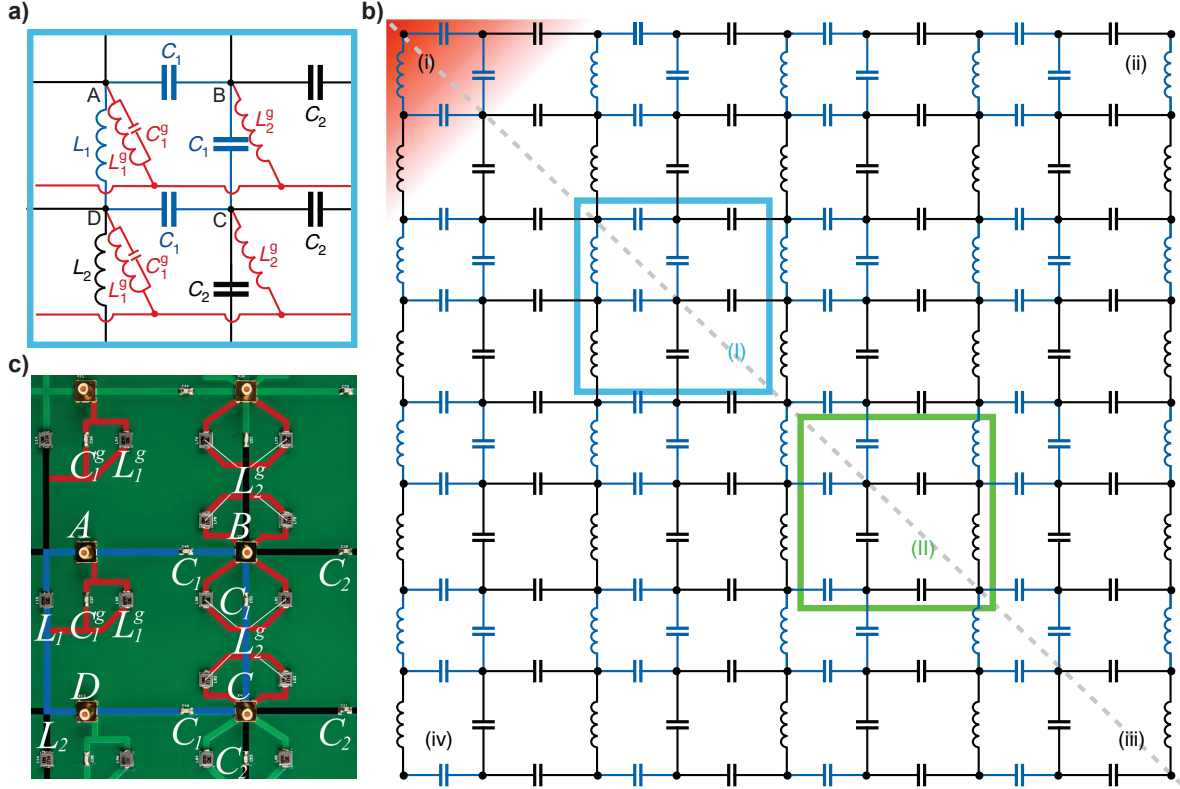 a)
C₁
A
B
C₂
L₁
C₁ᵍ
L₁ᵍ
C₁
L₂ᵍ
D
C
C₁
C₂
L₂
C₁ᵍ
L₁ᵍ
C₂
L₂ᵍ
b)
(i)
(ii)
(I)
(II)
(iv)
(iii)
c)
C₁ᵍ L₁ᵍ
L₂ᵍ
A
B
C₁
C₂
L₁
C₁ᵍ L₁ᵍ
C₁
L₂ᵍ
D
C
L₂
C₁
C₂
C₂